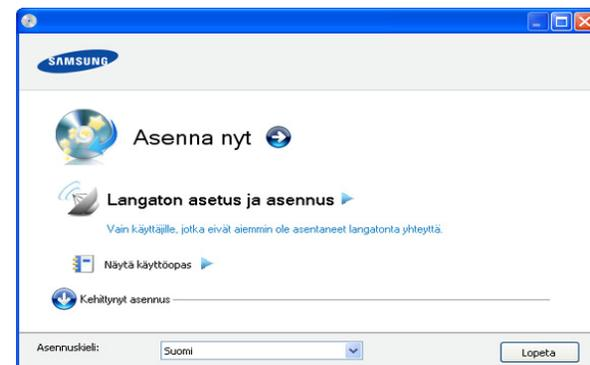 SAMSUNG
Asenna nyt
Langaton asetus ja asennus
Vain käyttäjille, jotka eivät aiemmin ole asentaneet langatonta yhteyttä.
Näytä käyttöopas
Kehittynyt asennus
Asennuskieli:
Suomi
Lopeta